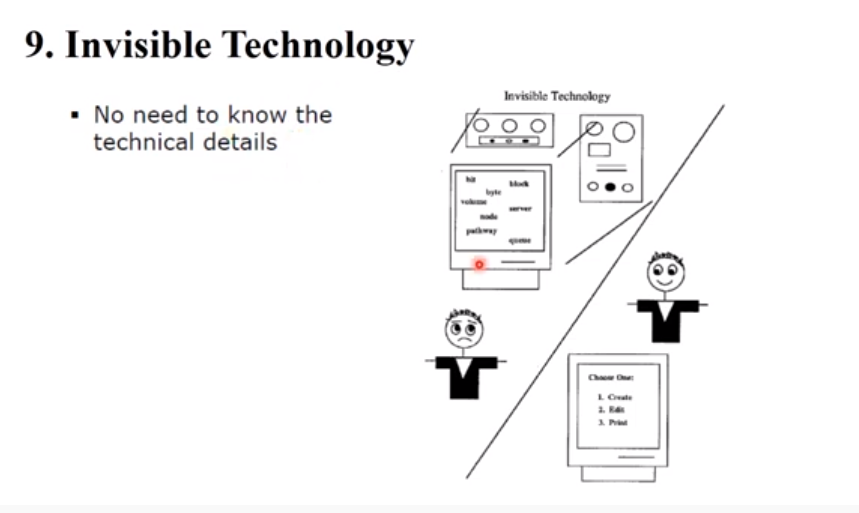 9. Invisible Technology
▪ No need to know the
technical details
Invisible Technology
bit
block
byte
volume
server
node
pathway
queue
Choose One:
1. Create
2. Edit
3. Print